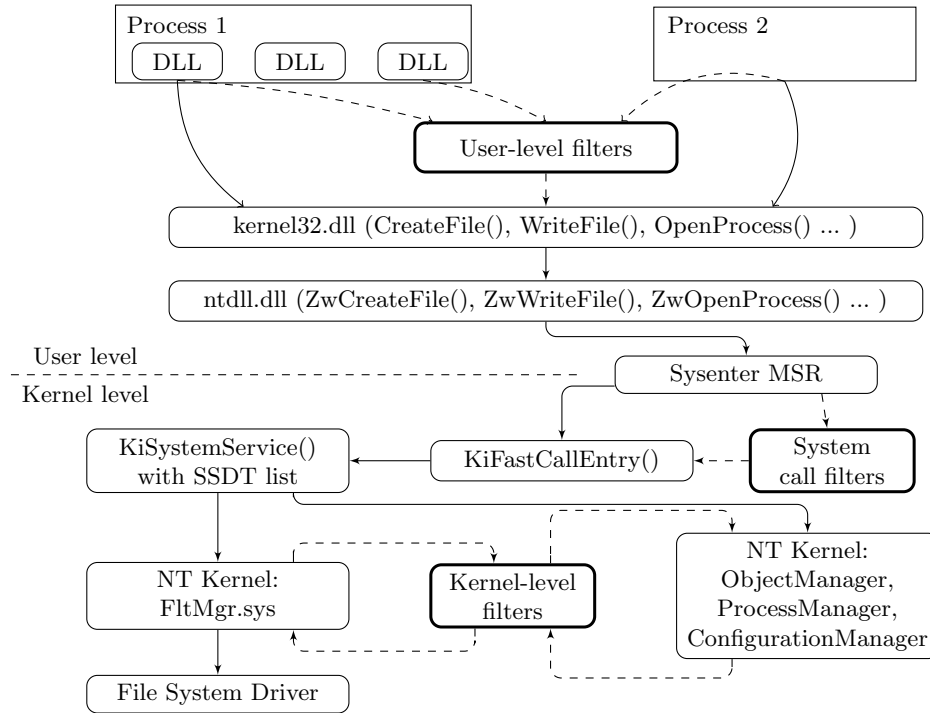 Process 1
Process 2
DLL
DLL
DLL
User-level filters
kernel32.dll (CreateFile(), WriteFile(), OpenProcess() ... )
ntdll.dll (ZwCreateFile(), ZwWriteFile(), ZwOpenProcess() ... )
User level
Sysenter MSR
Kernel level
KiSystemService()
with SSDT list
KiFastCallEntry()
System
call filters
NT Kernel:
FltMgr.sys
Kernel-level
filters
NT Kernel:
ObjectManager,
ProcessManager,
ConfigurationManager
File System Driver